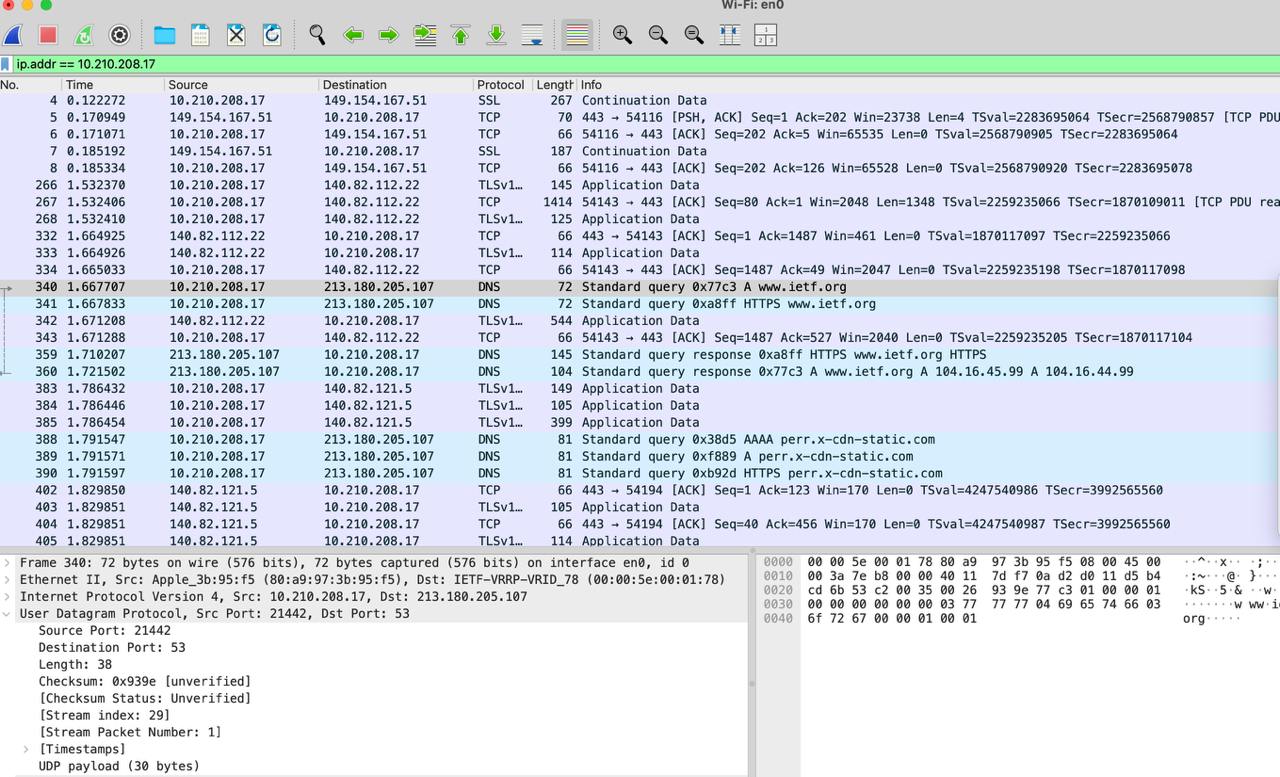 Wi-Fi: en0
ip.addr == 10.210.208.17
No. Time Source Destination Protocol Length Info
4 0.122272 10.210.208.17 149.154.167.51 SSL 267 Continuation Data
5 0.170949 149.154.167.51 10.210.208.17 TCP 70 443 → 54116 [PSH, ACK] Seq=1 Ack=202 Win=23738 Len=4 TSval=2283695064 TSecr=2568790857 [TCP PDU
6 0.171071 10.210.208.17 149.154.167.51 TCP 66 54116 → 443 [ACK] Seq=202 Ack=5 Win=65535 Len=0 TSval=2568790905 TSecr=2283695064
7 0.185192 149.154.167.51 10.210.208.17 SSL 187 Continuation Data
8 0.185334 10.210.208.17 149.154.167.51 TCP 66 54116 → 443 [ACK] Seq=202 Ack=126 Win=65528 Len=0 TSval=2568790920 TSecr=2283695078
266 1.532370 10.210.208.17 140.82.112.22 TLSv1… 145 Application Data
267 1.532406 10.210.208.17 140.82.112.22 TCP 1414 54143 → 443 [ACK] Seq=80 Ack=1 Win=2048 Len=1348 TSval=2259235066 TSecr=1870109011 [TCP PDU rea
268 1.532410 10.210.208.17 140.82.112.22 TLSv1… 125 Application Data
332 1.664925 140.82.112.22 10.210.208.17 TCP 66 443 → 54143 [ACK] Seq=1 Ack=1487 Win=461 Len=0 TSval=1870117097 TSecr=2259235066
333 1.664926 140.82.112.22 10.210.208.17 TLSv1… 114 Application Data
334 1.665033 10.210.208.17 140.82.112.22 TCP 66 54143 → 443 [ACK] Seq=1487 Ack=49 Win=2047 Len=0 TSval=2259235198 TSecr=1870117098
340 1.667707 10.210.208.17 213.180.205.107 DNS 72 Standard query 0x77c3 A www.ietf.org
341 1.667833 10.210.208.17 213.180.205.107 DNS 72 Standard query 0xa8ff HTTPS www.ietf.org
342 1.671208 140.82.112.22 10.210.208.17 TLSv1… 544 Application Data
343 1.671288 10.210.208.17 140.82.112.22 TCP 66 54143 → 443 [ACK] Seq=1487 Ack=527 Win=2040 Len=0 TSval=2259235205 TSecr=1870117104
359 1.710207 213.180.205.107 10.210.208.17 DNS 145 Standard query response 0xa8ff HTTPS www.ietf.org HTTPS
360 1.721502 213.180.205.107 10.210.208.17 DNS 104 Standard query response 0x77c3 A www.ietf.org A 104.16.45.99 A 104.16.44.99
383 1.786432 10.210.208.17 140.82.121.5 TLSv1… 149 Application Data
384 1.786446 10.210.208.17 140.82.121.5 TLSv1… 105 Application Data
385 1.786454 10.210.208.17 140.82.121.5 TLSv1… 399 Application Data
388 1.791547 10.210.208.17 213.180.205.107 DNS 81 Standard query 0x38d5 AAAA perr.x-cdn-static.com
389 1.791571 10.210.208.17 213.180.205.107 DNS 81 Standard query 0xf889 A perr.x-cdn-static.com
390 1.791597 10.210.208.17 213.180.205.107 DNS 81 Standard query 0xb92d HTTPS perr.x-cdn-static.com
402 1.829850 140.82.121.5 10.210.208.17 TCP 66 443 → 54194 [ACK] Seq=1 Ack=123 Win=170 Len=0 TSval=4247540986 TSecr=3992565560
403 1.829851 140.82.121.5 10.210.208.17 TLSv1… 105 Application Data
404 1.829851 140.82.121.5 10.210.208.17 TCP 66 443 → 54194 [ACK] Seq=40 Ack=456 Win=170 Len=0 TSval=4247540987 TSecr=3992565560
405 1.829851 140.82.121.5 10.210.208.17 TLSv1… 114 Application Data
Frame 340: 72 bytes on wire (576 bits), 72 bytes captured (576 bits) on interface en0, id 0
Ethernet II, Src: Apple_3b:95:f5 (80:a9:97:3b:95:f5), Dst: IETF-VRRP-VRID_78 (00:00:5e:00:01:78)
Internet Protocol Version 4, Src: 10.210.208.17, Dst: 213.180.205.107
User Datagram Protocol, Src Port: 21442, Dst Port: 53
Source Port: 21442
Destination Port: 53
Length: 38
Checksum: 0x939e [unverified]
[Checksum Status: Unverified]
[Stream index: 29]
[Stream Packet Number: 1]
[Timestamps]
UDP payload (30 bytes)
0000 00 00 5e 00 01 78 80 a9 97 3b 95 f5 08 00 45 00 ··^··x·· ·;··
0010 00 3a 7e b8 00 00 40 11 7d f7 0a d2 d0 11 d5 b4 ·:~···@· }···
0020 cd 6b 53 c2 00 35 00 26 93 9e 77 c3 01 00 00 01 ·kS··5·& ··w·
0030 00 00 00 00 00 00 03 77 77 77 04 69 65 74 66 03 ·······w ww·i
0040 6f 72 67 00 00 01 00 01 org·····